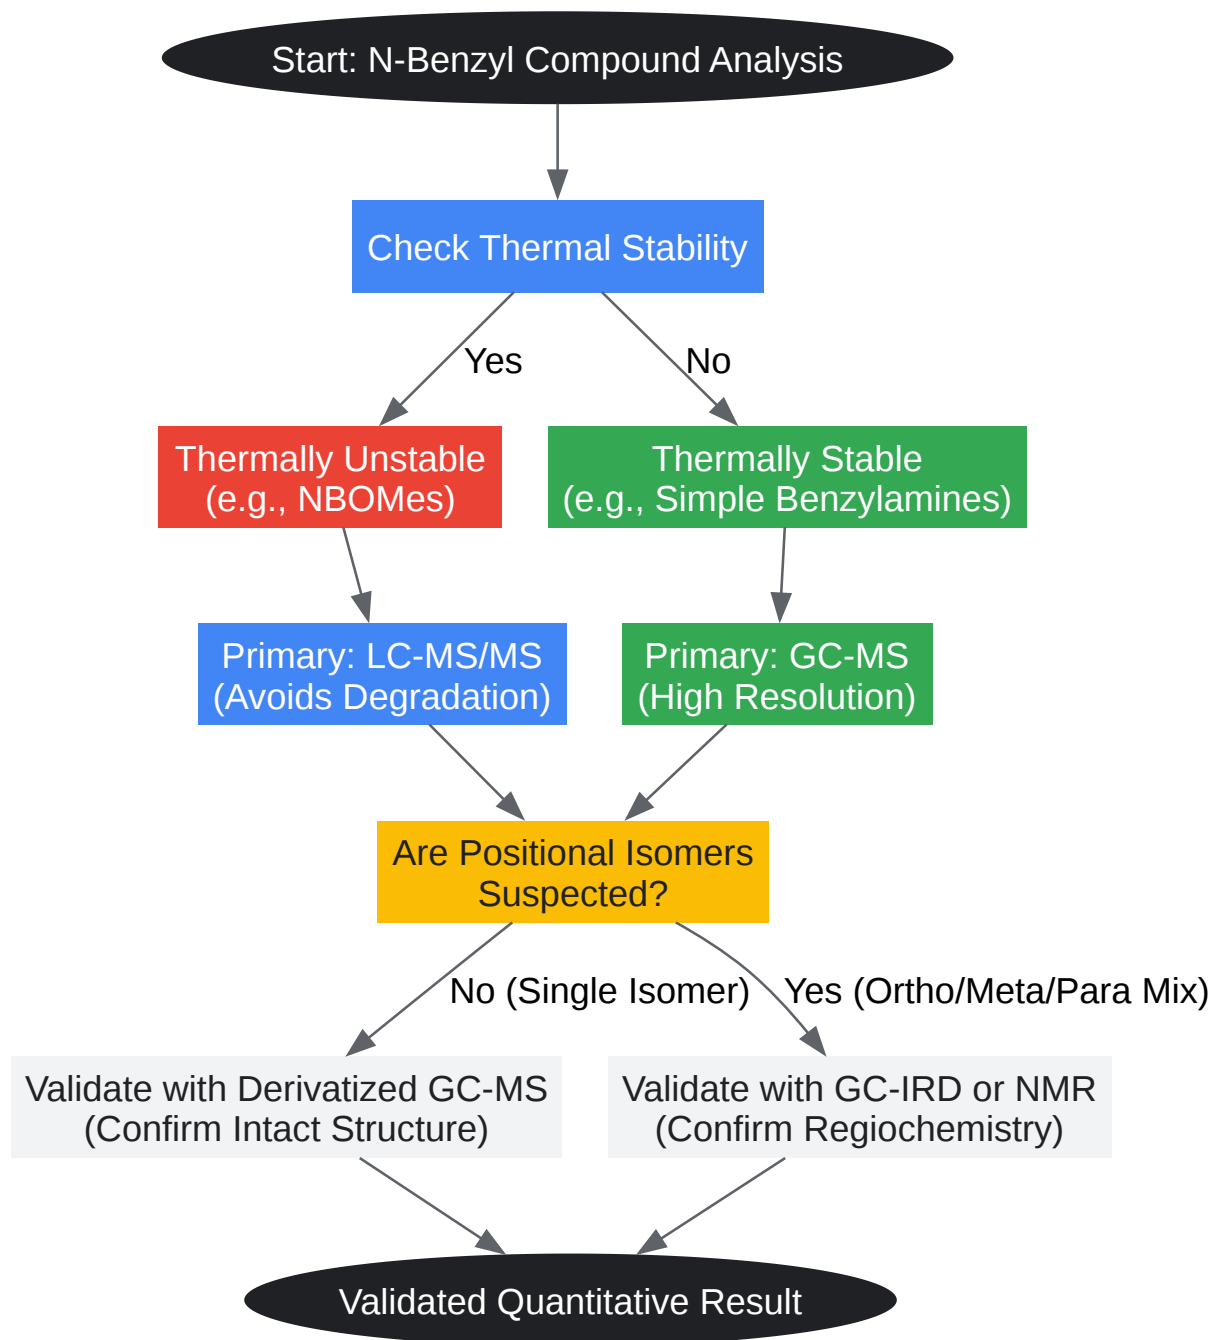 Start: N-Benzyl Compound Analysis
Check Thermal Stability
Yes
No
Thermally Unstable
(e.g., NBOMes)
Thermally Stable
(e.g., Simple Benzylamines)
Primary: LC-MS/MS
(Avoids Degradation)
Primary: GC-MS
(High Resolution)
Are Positional Isomers
Suspected?
No (Single Isomer)
Yes (Ortho/Meta/Para Mix)
Validate with Derivatized GC-MS
(Confirm Intact Structure)
Validate with GC-IRD or NMR
(Confirm Regiochemistry)
Validated Quantitative Result